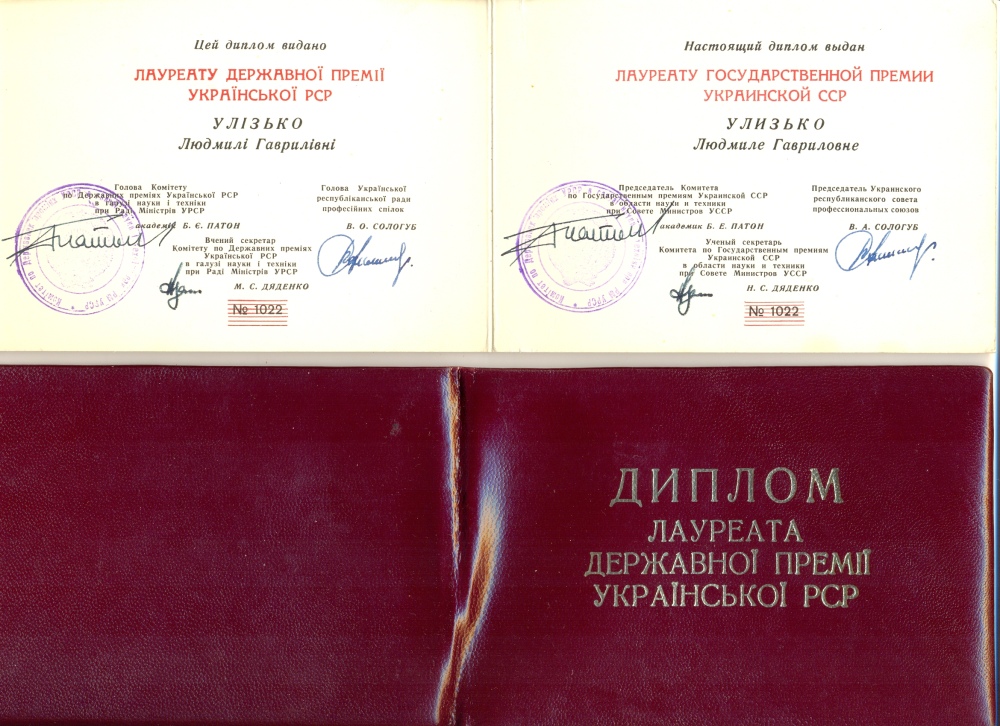 Цей диплом видано
ЛАУРЕАТУ ДЕРЖАВНОЇ ПРЕМІЇ
УКРАЇНСЬКОЇ РСР
УЛІЗЬКО
Людмилі Гаврилівні
Голова Комітету
по Державних преміях Української РСР
в галузі науки і техніки
при Раді Міністрів УРСР
академік Б. Є. ПАТОН
Голова Української
республіканської ради
професійних спілок
В. О. СОЛОГУБ
Вчений секретар
Комітету по Державних преміях
Української РСР
в галузі науки і техніки
при Раді Міністрів УРСР
М. С. ДЯДЕНКО
№ 1022
Настоящий диплом выдан
ЛАУРЕАТУ ГОСУДАРСТВЕННОЙ ПРЕМИИ
УКРАИНСКОЙ ССР
УЛИЗЬКО
Людмиле Гавриловне
Председатель Комитета
по Государственным премиям Украинской ССР
в области науки и техники
при Совете Министров УССР
академик Б. Е. ПАТОН
Председатель Украинского
республиканского совета
профессиональных союзов
В. А. СОЛОГУБ
Ученый секретарь
Комитета по Государственным премиям
Украинской ССР
в области науки и техники
при Совете Министров УССР
Н. С. ДЯДЕНКО
№ 1022
ДИПЛОМ
ЛАУРЕАТА
ДЕРЖАВНОЇ ПРЕМІЇ
УКРАЇНСЬКОЇ РСР